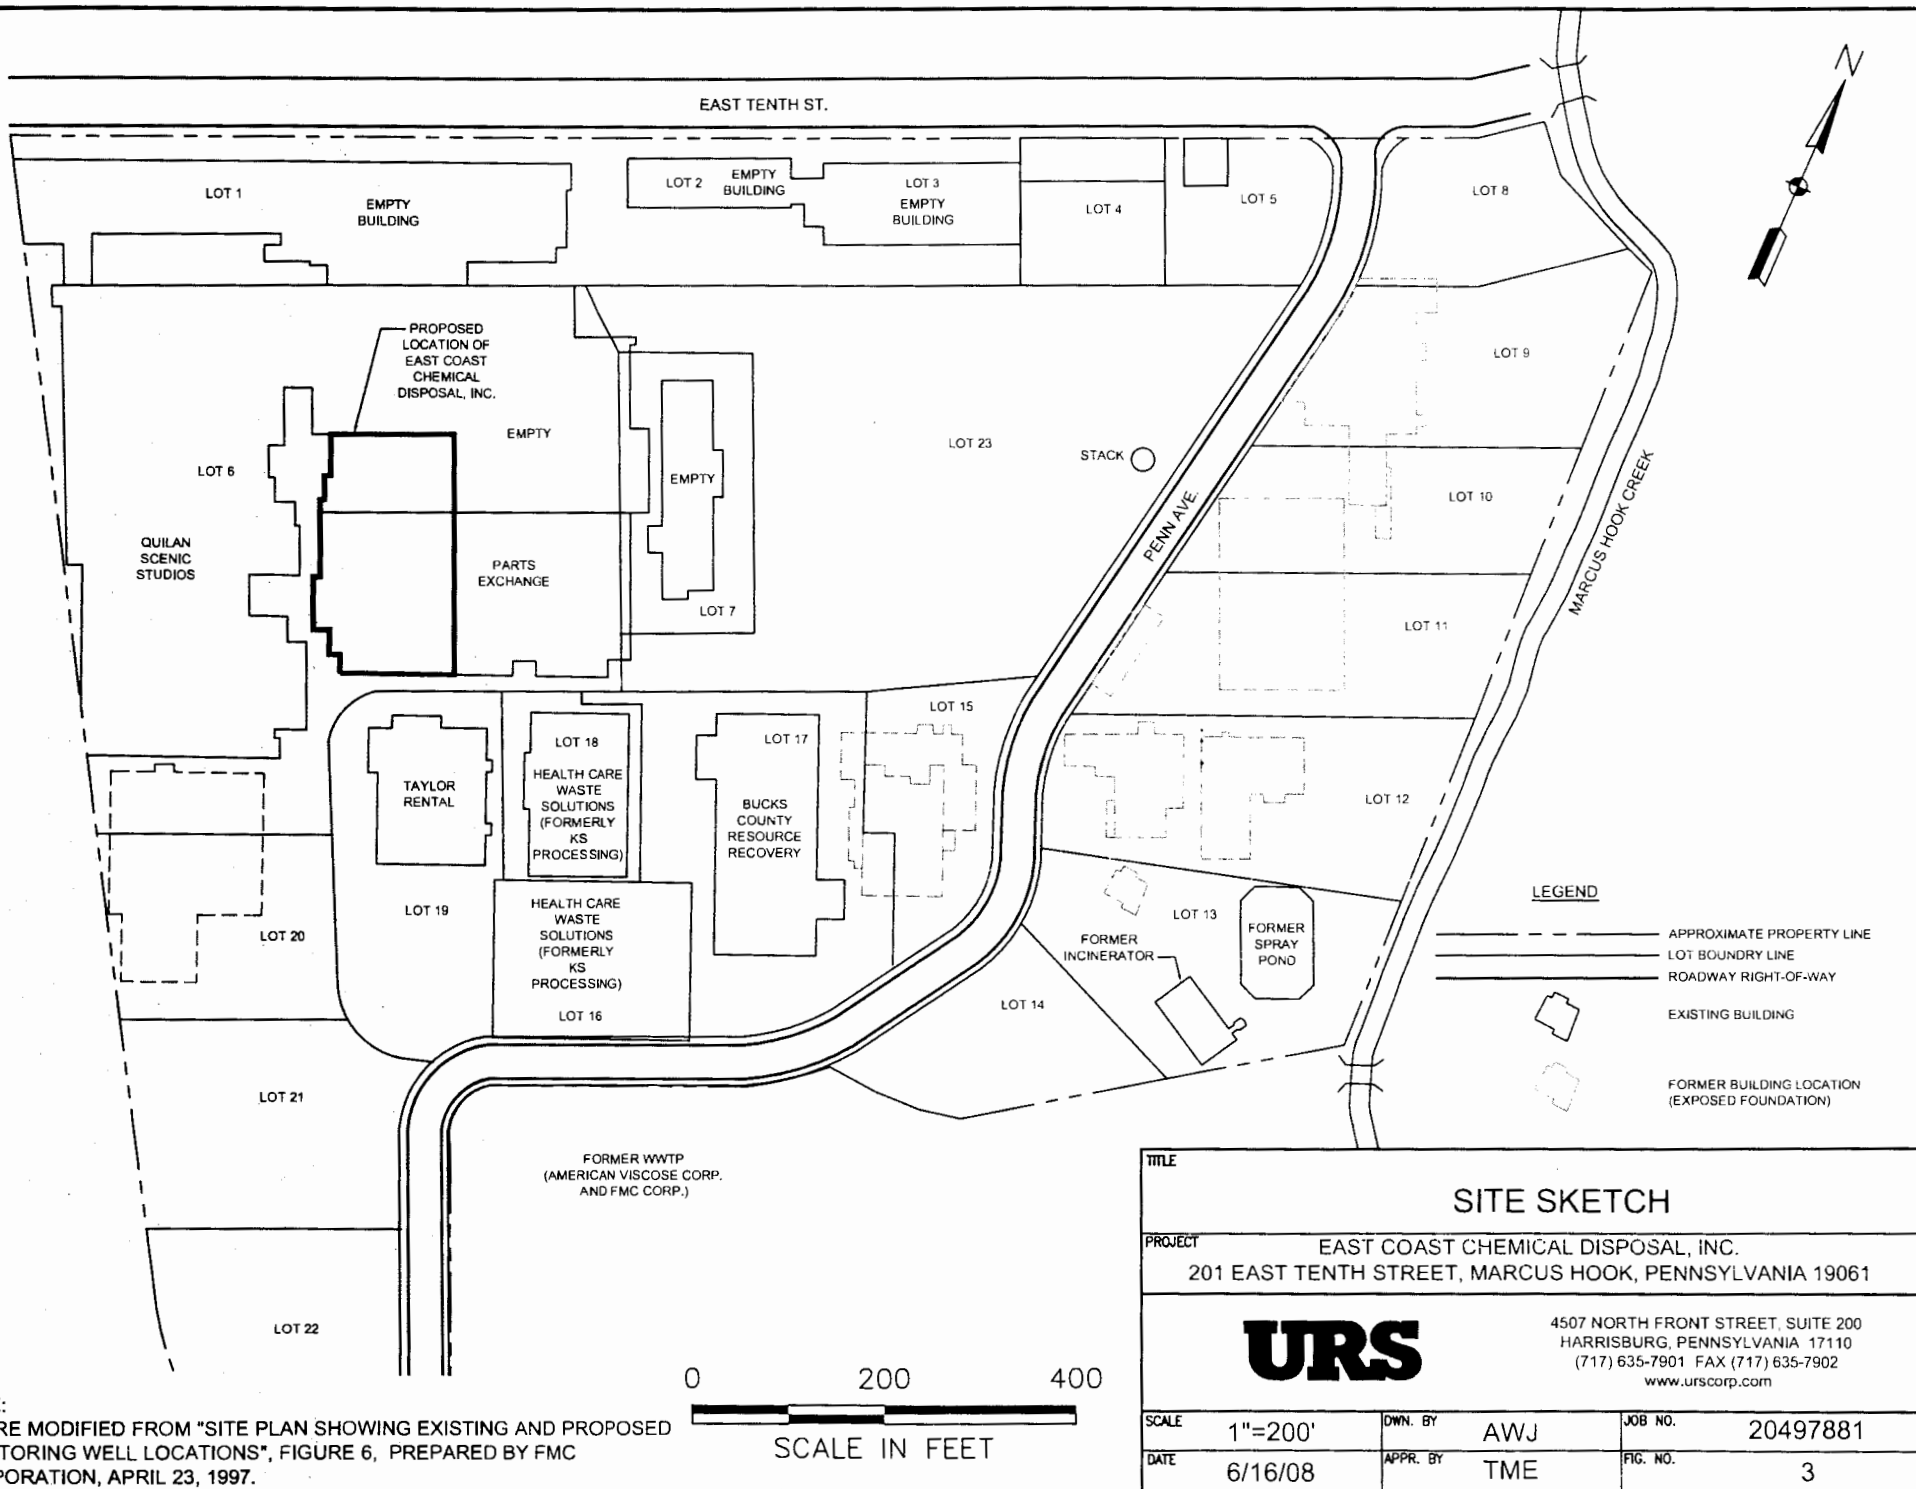 N
EAST TENTH ST.
LOT 1
EMPTY
BUILDING
LOT 2
EMPTY
BUILDING
LOT 3
EMPTY
BUILDING
LOT 4
LOT 5
LOT 8
PROPOSED
LOCATION OF
EAST COAST
CHEMICAL
DISPOSAL, INC.
LOT 9
EMPTY
LOT 23
STACK
LOT 6
EMPTY
LOT 10
PENN AVE.
MARCUS HOOK CREEK
QUILAN
SCENIC
STUDIOS
PARTS
EXCHANGE
LOT 7
LOT 11
LOT 15
LOT 18
LOT 17
HEALTH CARE
WASTE
SOLUTIONS
(FORMERLY
KS
PROCESSING)
TAYLOR
RENTAL
BUCKS
COUNTY
RESOURCE
RECOVERY
LOT 12
LOT 19
HEALTH CARE
WASTE
SOLUTIONS
(FORMERLY
KS
PROCESSING)
LOT 16
LOT 20
LOT 13
FORMER
SPRAY
POND
FORMER
INCINERATOR
LOT 14
LEGEND
APPROXIMATE PROPERTY LINE
LOT BOUNDRY LINE
ROADWAY RIGHT-OF-WAY
EXISTING BUILDING
FORMER BUILDING LOCATION
(EXPOSED FOUNDATION)
LOT 21
FORMER WWTP
(AMERICAN VISCOSE CORP.
AND FMC CORP.)
LOT 22
0 200 400
SCALE IN FEET
:
RE MODIFIED FROM "SITE PLAN SHOWING EXISTING AND PROPOSED
TORING WELL LOCATIONS", FIGURE 6, PREPARED BY FMC
PORATION, APRIL 23, 1997.
TITLE
SITE SKETCH
PROJECT
EAST COAST CHEMICAL DISPOSAL, INC.
201 EAST TENTH STREET, MARCUS HOOK, PENNSYLVANIA 19061
URS
4507 NORTH FRONT STREET, SUITE 200
HARRISBURG, PENNSYLVANIA 17110
(717) 635-7901 FAX (717) 635-7902
www.urscorp.com
SCALE 1"=200' DWN. BY AWJ JOB NO. 20497881
DATE 6/16/08 APPR. BY TME FIG. NO. 3